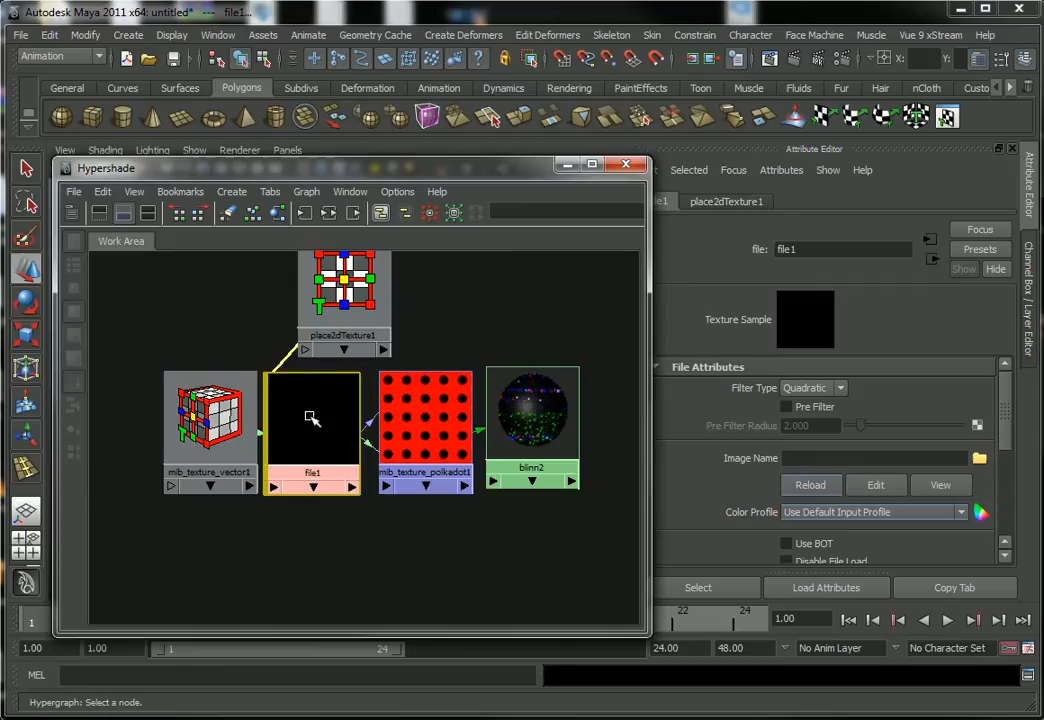 Autodesk Maya 2011 x64: untitled* --- file1...
File Edit Modify Create Display Window Assets Animate Geometry Cache Create Deformers Edit Deformers Skeleton Skin Constrain Character Face Machine Muscle Vue 9 xStream
Animation X: Y:
General Curves Surfaces Polygons Subdivs Deformation Animation Dynamics Rendering PaintEffects Toon Muscle Fluids Fur Hair nCloth Custo
View Shading Lighting Show Renderer Panels
Attribute Editor
Hypershade
Selected Focus Attributes Show Help
File Edit View Bookmarks Create Tabs Graph Window Options Help
e1 place2dTexture1
Work Area
file: file1
Focus
Presets
Show Hide
Texture Sample
place2dTexture1
File Attributes
Filter Type Quadratic
Pre Filter
Pre Filter Radius 2.000
Image Name
mib_texture_vector1
file1
mib_texture_polkadot1
blinn2
Reload Edit View
Color Profile Use Default Input Profile
Use BOT
Disable File Load
Select Load Attributes Copy Tab
Attribute Editor
Channel Box / Layer Editor
1 22 24 1.00
1.00 1.00 1 24 24.00 48.00 No Anim Layer No Character Set
MEL
Hypergraph: Select a node.